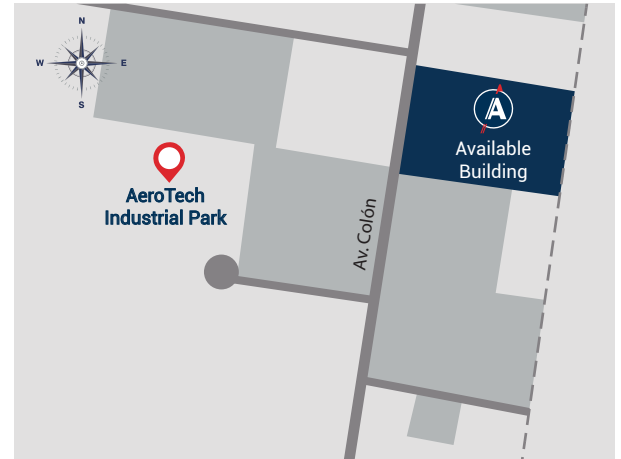 N
W E
S
A
Available
Building
AeroTech
Industrial Park
Av. Colón